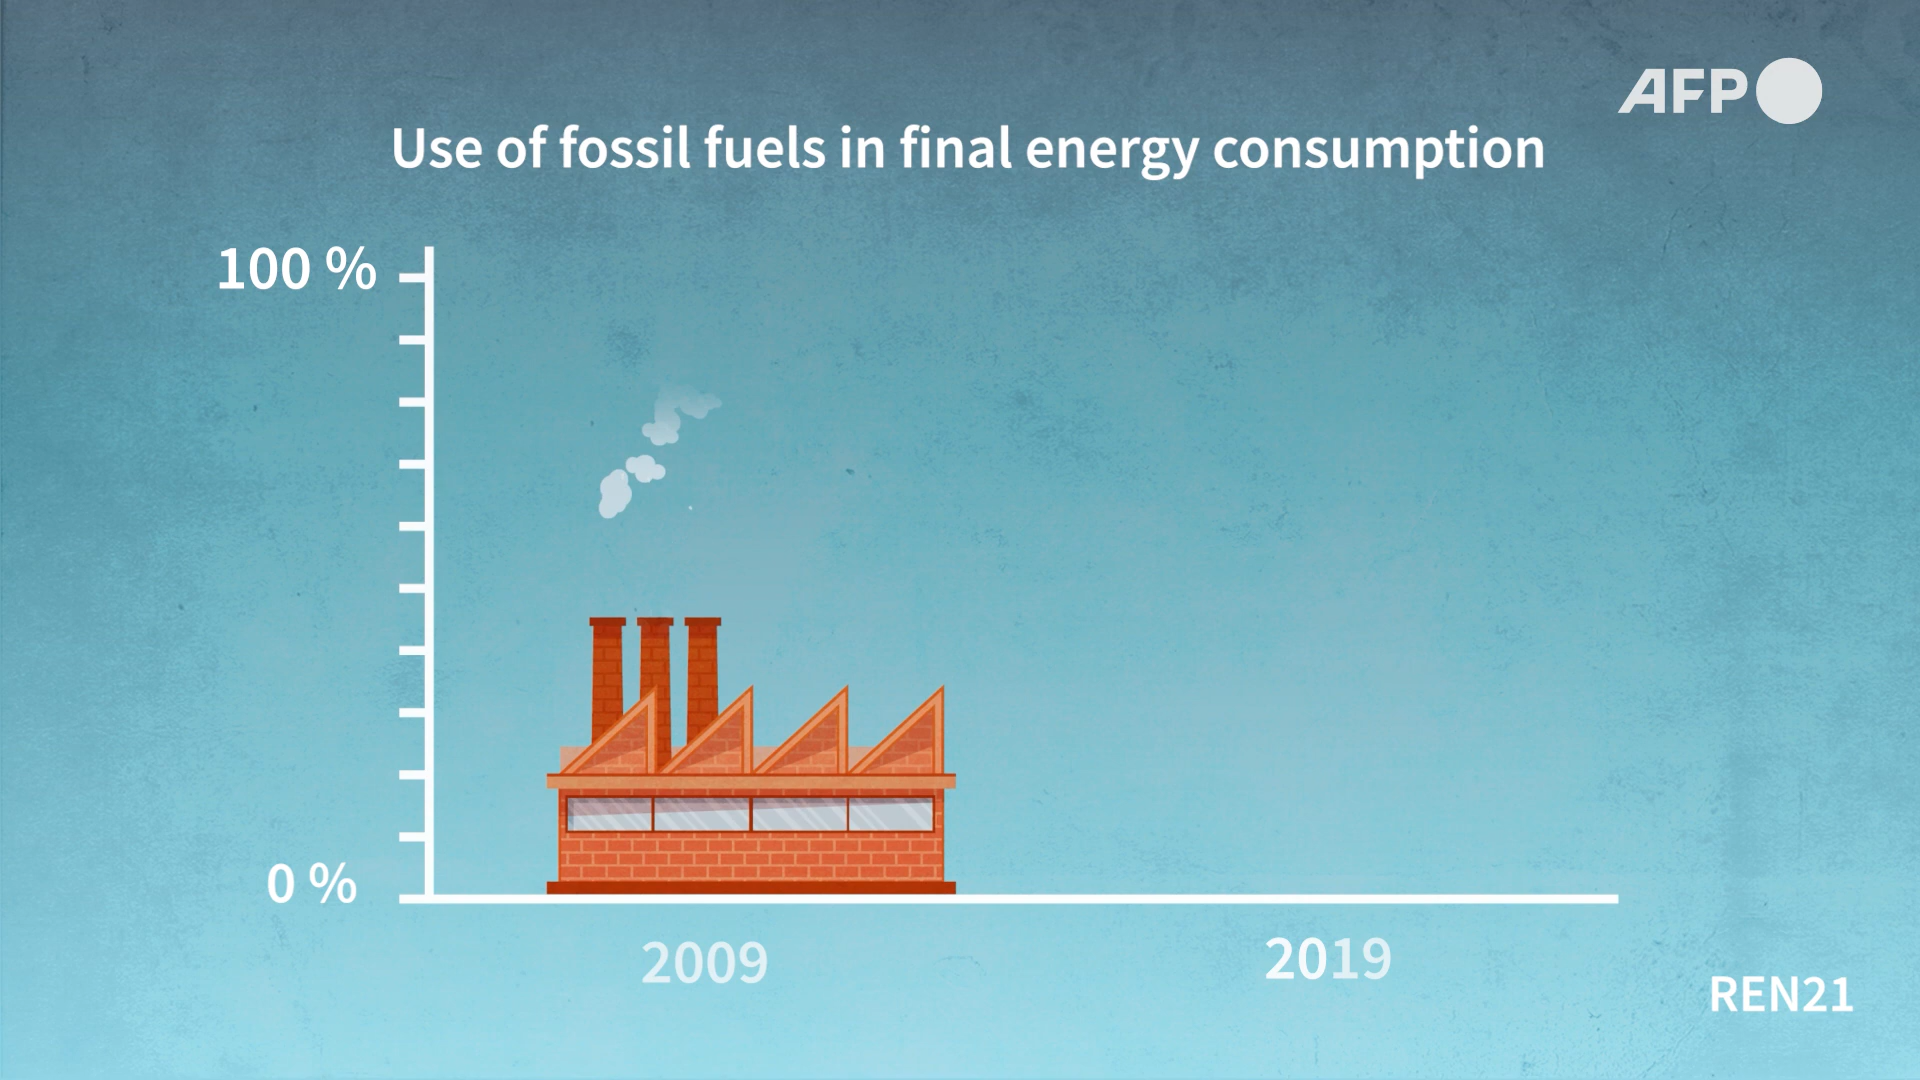 AFP
Use of fossil fuels in final energy consumption
100 %
0 %
2009
2019
REN21